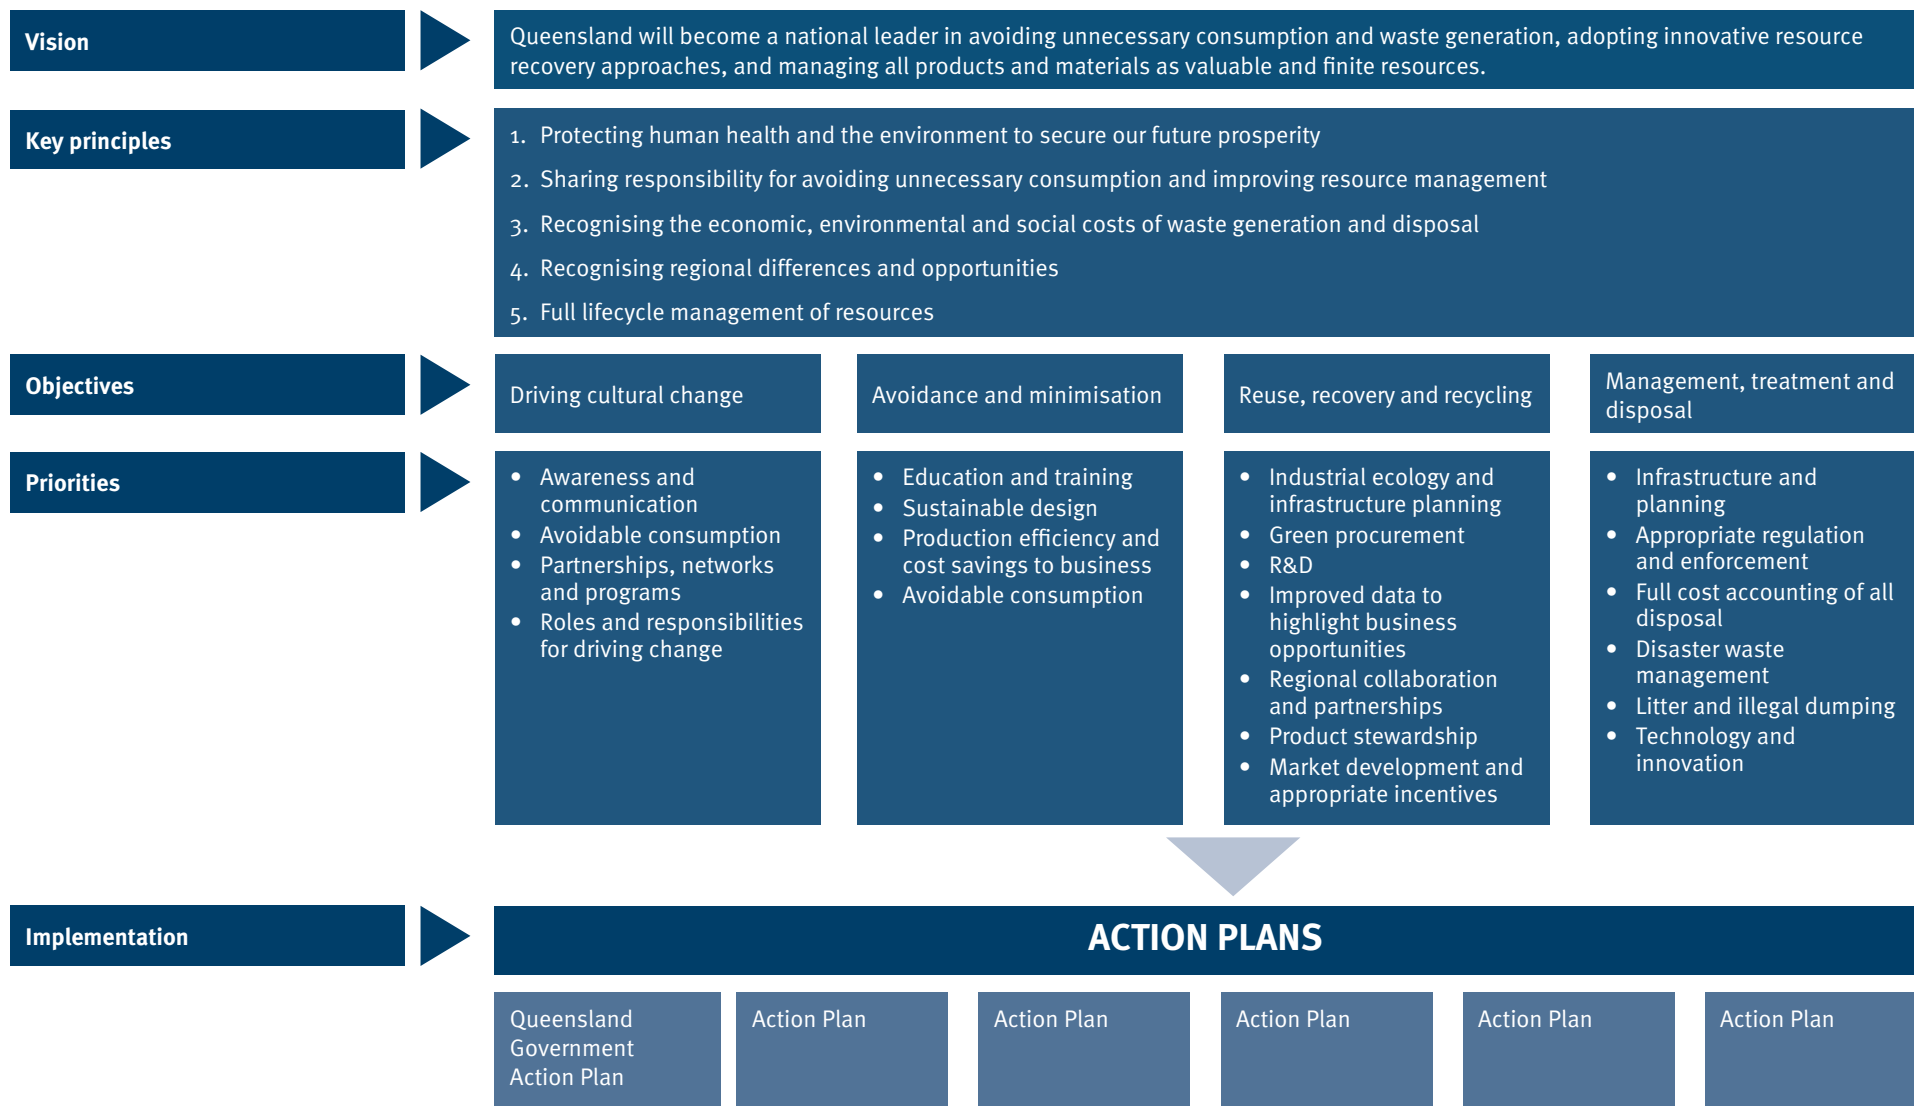 Vision
Queensland will become a national leader in avoiding unnecessary consumption and waste generation, adopting innovative resource
recovery approaches, and managing all products and materials as valuable and finite resources.
Key principles
1. Protecting human health and the environment to secure our future prosperity
2. Sharing responsibility for avoiding unnecessary consumption and improving resource management
3. Recognising the economic, environmental and social costs of waste generation and disposal
4. Recognising regional differences and opportunities
5. Full lifecycle management of resources
Objectives
Driving cultural change
Avoidance and minimisation
Reuse, recovery and recycling
Management, treatment and
disposal
Priorities
• Awareness and
communication
• Avoidable consumption
• Partnerships, networks
and programs
• Roles and responsibilities
for driving change
• Education and training
• Sustainable design
• Production efficiency and
cost savings to business
• Avoidable consumption
• Industrial ecology and
infrastructure planning
• Green procurement
• R&D
• Improved data to
highlight business
opportunities
• Regional collaboration
and partnerships
• Product stewardship
• Market development and
appropriate incentives
• Infrastructure and
planning
• Appropriate regulation
and enforcement
• Full cost accounting of all
disposal
• Disaster waste
management
• Litter and illegal dumping
• Technology and
innovation
Implementation
ACTION PLANS
Queensland
Government
Action Plan
Action Plan
Action Plan
Action Plan
Action Plan
Action Plan